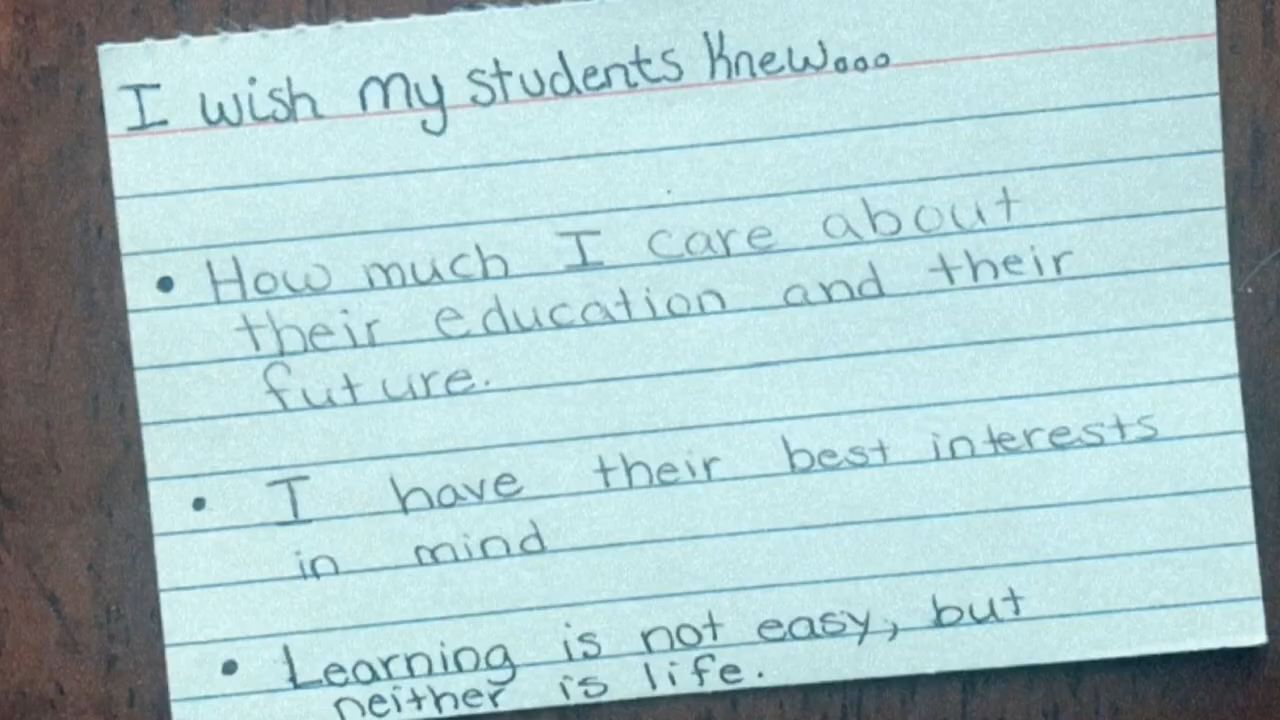 I wish my students knew...
• How much I care about
their education and their
future.
• I have their best interests
in mind
• Learning is not easy, but
neither is life.